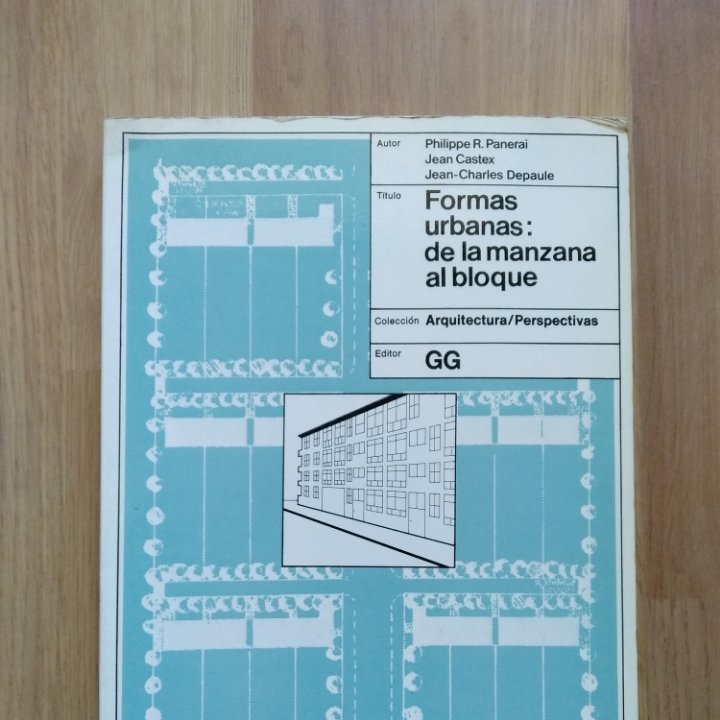 Autor Philippe R. Panerai
Jean Castex
Jean-Charles Depaule
Título Formas
urbanas:
de la manzana
al bloque
Colección Arquitectura/Perspectivas
Editor GG